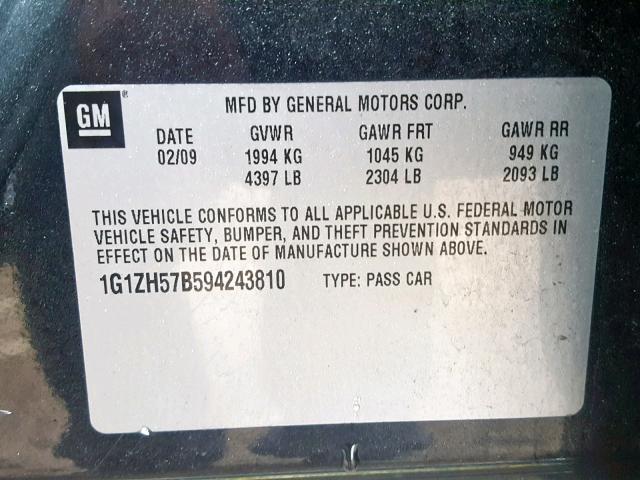 GM®
MFD BY GENERAL MOTORS CORP.
DATE GVWR GAWR FRT GAWR RR
02/09 1994 KG 1045 KG 949 KG
4397 LB 2304 LB 2093 LB
THIS VEHICLE CONFORMS TO ALL APPLICABLE U.S. FEDERAL MOTOR
VEHICLE SAFETY, BUMPER, AND THEFT PREVENTION STANDARDS IN
EFFECT ON THE DATE OF MANUFACTURE SHOWN ABOVE.
1G1ZH57B594243810 TYPE: PASS CAR